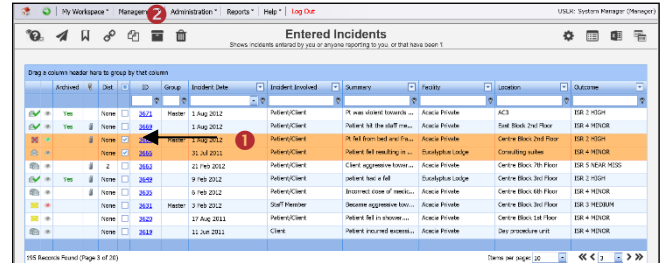 My Workspace Management Administration Reports Help Log Out USER: System Manager (Manager)
2
Entered Incidents
Shows incidents entered by you or anyone reporting to you, or that have been 1
Drag a column header here to group by that column
Archived Dist ID Group Incident Date Incident Involved Summary Facility Location Outcome
Yes None 3671 Master 1 Aug 2012 Patient/Client Pt was violent towards ... Acacia Private AC3 ISR 2 HIGH
Yes None 3669 1 Aug 2012 Patient/Client Patient hit the staff me... Acacia Private East Block 2nd Floor ISR 4 MINOR
None Master 1 Aug 2012 Patient/Client Pt fell from bed and Acacia Private Centre Block 2nd Floor ISR 2 HIGH
1
None 3666 31 Jul 2011 Patient/Client Patient fell resulting in ... Eucalyptus Lodge Consulting suites ISR 4 MINOR
2 3663 21 Feb 2012 Patient/Client Client aggressive towar... Acacia Private Centre Block 7th Floor ISR 5 NEAR MISS
Yes None 3649 9 Feb 2012 Patient/Client patient had a fall Eucalyptus Lodge Centre Block 3rd Floor ISR 2 HIGH
None 3635 6 Feb 2012 Patient/Client Incorrect dose of medic... Acacia Private Centre Block 6th Floor ISR 4 MINOR
None 3631 Master 3 Feb 2012 Staff Member Became aggressive tow... Acacia Private Centre Block 3rd Floor ISR 3 MEDIUM
None 3620 17 Aug 2011 Patient/Client Patient fell in shower.... Acacia Private Centre Block 1st Floor ISR 4 MINOR
None 3619 11 Jun 2011 Client Patient incurred excessi... Acacia Private Day procedure unit ISR 4 MINOR
195 Records Found (Page 3 of 20) Items per page: 10 3